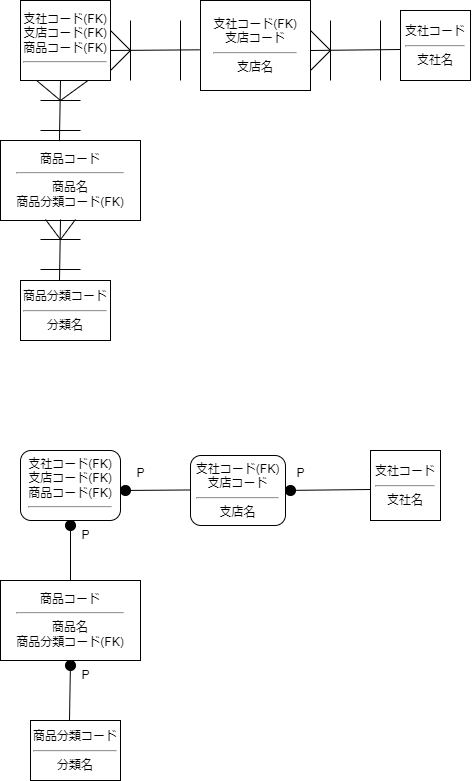 支社コード(FK)
支店コード(FK)
商品コード(FK)
支社コード(FK)
支店コード
支店名
支社コード
支社名
商品コード
商品名
商品分類コード(FK)
商品分類コード
分類名
支社コード(FK)
支店コード(FK)
商品コード(FK)
P
支社コード(FK)
支店コード
支店名
P
支社コード
支社名
P
商品コード
商品名
商品分類コード(FK)
P
商品分類コード
分類名